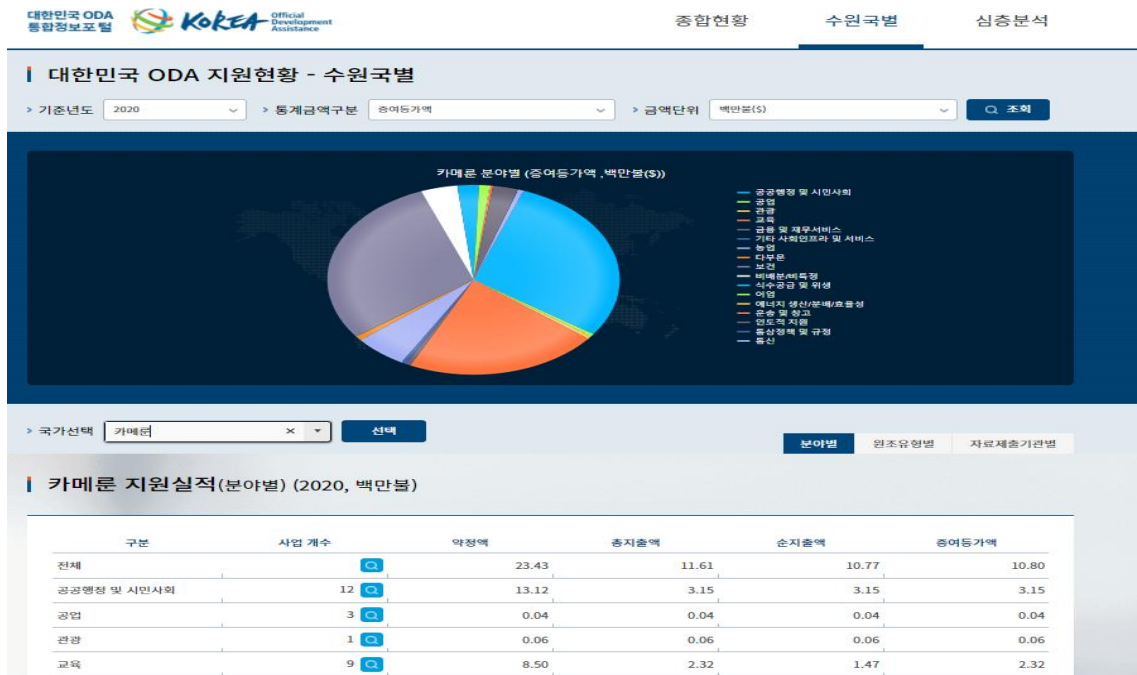 대한민국 ODA
통합정보포털
KOREA Official
Development
Assistance
종합현황 수원국별 심층분석
대한민국 ODA 지원현황 - 수원국별
> 기준년도 2020 > 통계금액구분 증여등가액 > 금액단위 백만불($) 조회
카메룬 분야별 (증여등가액 ,백만불($))
공공행정 및 시민사회
공업
관광
교육
금융 및 재무서비스
기타 사회인프라 및 서비스
농업
다부문
보건
비배분/비특정
식수공급 및 위생
어업
에너지 생산/분배/효율성
운송 및 창고
인도적 지원
통상정책 및 규정
통신
> 국가선택 카메룬 × 선택
분야별 원조유형별 자료제출기관별
카메룬 지원실적(분야별) (2020, 백만불)
구분 사업 개수 약정액 총지출액 순지출액 증여등가액
전체 23.43 11.61 10.77 10.80
공공행정 및 시민사회 12 13.12 3.15 3.15 3.15
공업 3 0.04 0.04 0.04 0.04
관광 1 0.06 0.06 0.06 0.06
교육 9 8.50 2.32 1.47 2.32